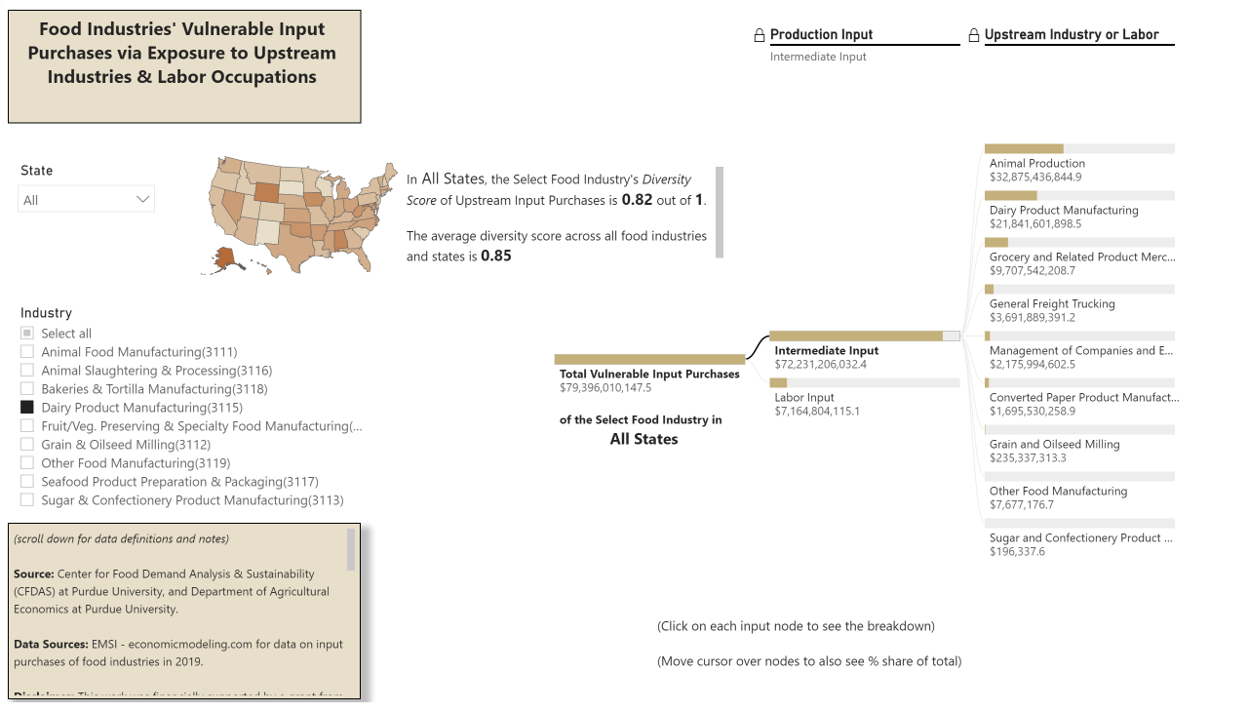 Food Industries' Vulnerable Input
Purchases via Exposure to Upstream
Industries & Labor Occupations
Production Input
Intermediate Input
Upstream Industry or Labor
State
All
In All States, the Select Food Industry's Diversity
Score of Upstream Input Purchases is 0.82 out of 1.
The average diversity score across all food industries
and states is 0.85
Industry
Select all
Animal Food Manufacturing(3111)
Animal Slaughtering & Processing(3116)
Bakeries & Tortilla Manufacturing(3118)
Dairy Product Manufacturing(3115)
Fruit/Veg. Preserving & Specialty Food Manufacturing(...
Grain & Oilseed Milling(3112)
Other Food Manufacturing(3119)
Seafood Product Preparation & Packaging(3117)
Sugar & Confectionery Product Manufacturing(3113)
Total Vulnerable Input Purchases
$79,396,010,147.5
of the Select Food Industry in
All States
Intermediate Input
$72,231,206,032.4
Labor Input
$7,164,804,115.1
Animal Production
$32,875,436,844.9
Dairy Product Manufacturing
$21,841,601,898.5
Grocery and Related Product Merc...
$9,707,542,208.7
General Freight Trucking
$3,691,889,391.2
Management of Companies and E...
$2,175,994,602.5
Converted Paper Product Manufact...
$1,695,530,258.9
Grain and Oilseed Milling
$235,337,313.3
Other Food Manufacturing
$7,677,176.7
Sugar and Confectionery Product ...
$196,337.6
(scroll down for data definitions and notes)
Source: Center for Food Demand Analysis & Sustainability
(CFDAS) at Purdue University, and Department of Agricultural
Economics at Purdue University.
Data Sources: EMSI - economicmodeling.com for data on input
purchases of food industries in 2019.
Disclaimer: This work was financially supported by a grant from
(Click on each input node to see the breakdown)
(Move cursor over nodes to also see % share of total)